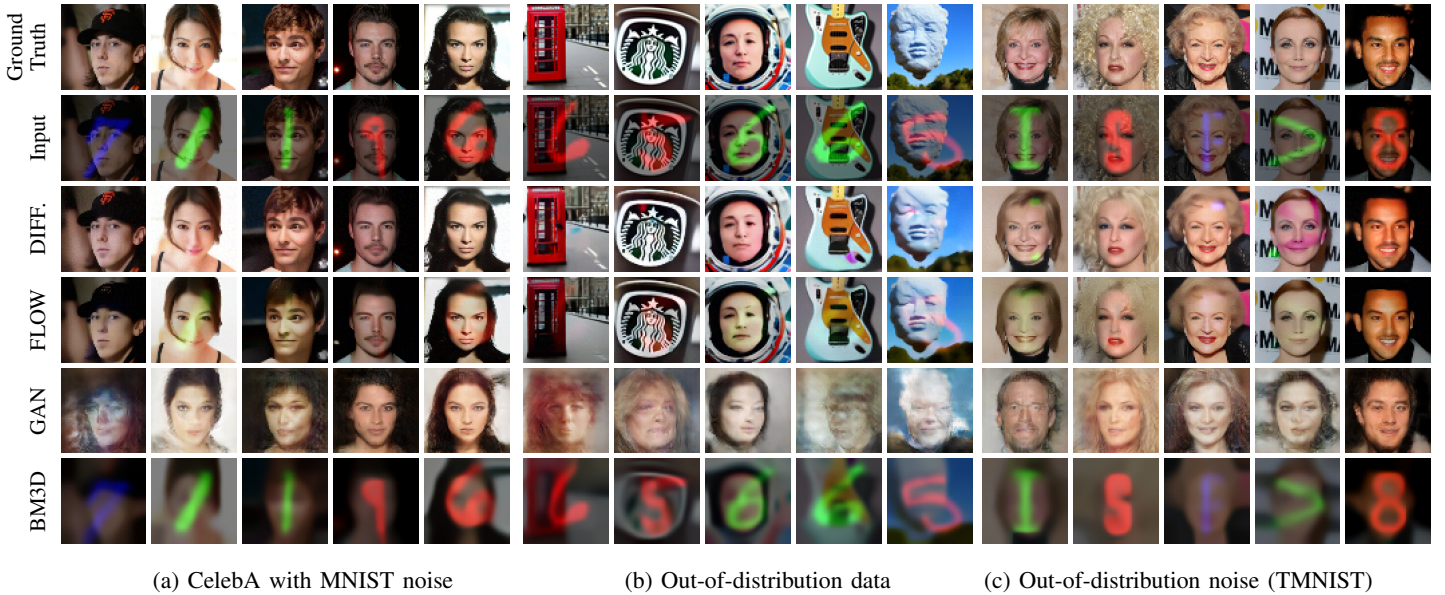 Ground
Truth
Input
DIFF.
FLOW
GAN
BM3D
(a) CelebA with MNIST noise
(b) Out-of-distribution data
(c) Out-of-distribution noise (TMNIST)